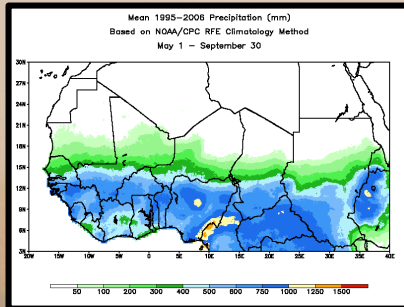 Mean 1995-2006 Precipitation (mm)
Based on NOAA/CPC RFE Climatology Method
May 1 - September 30
30N
27N
24N
21N
18N
15N
12N
9N
6N
3N
20W 15W 10W 5W 0 5E 10E 15E 20E 25E 30E 35E 40E
50 100 200 300 400 500 600 750 1000 1250 1500